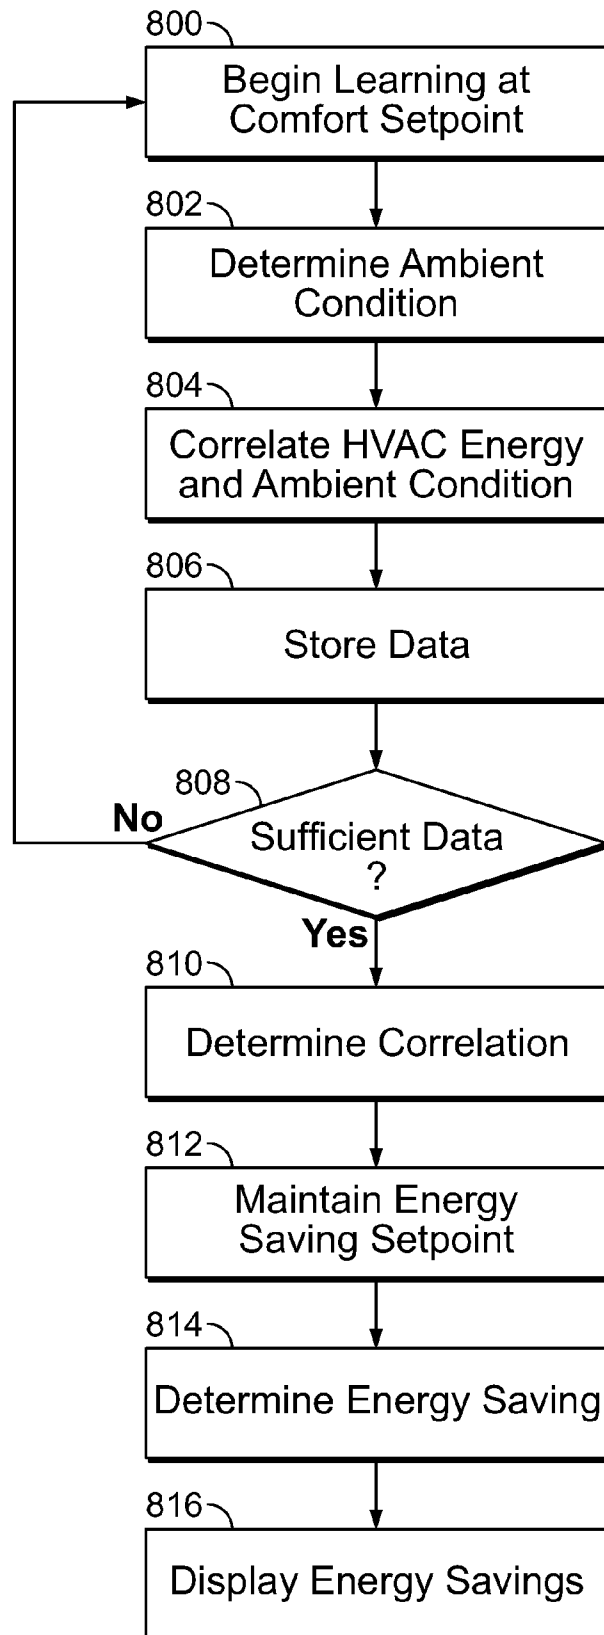 800
Begin Learning at
Comfort Setpoint
802
Determine Ambient
Condition
804
Correlate HVAC Energy
and Ambient Condition
806
Store Data
808
No
Sufficient Data
?
Yes
810
Determine Correlation
812
Maintain Energy
Saving Setpoint
814
Determine Energy Saving
816
Display Energy Savings